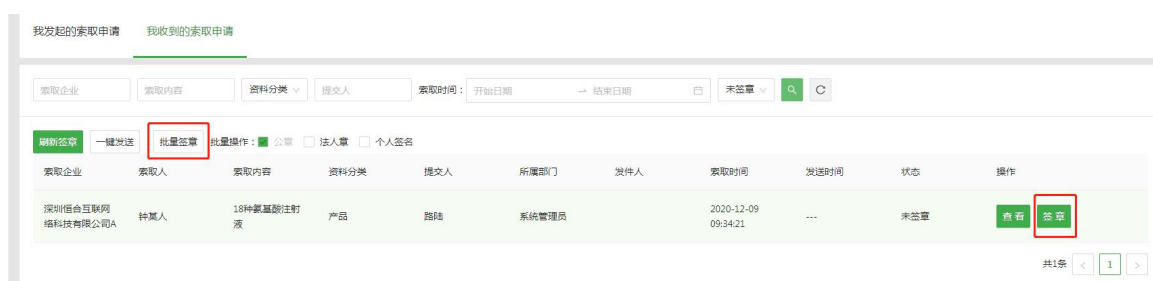 我发起的索取申请 我收到的索取申请
索取企业 索取内容 资料分类 提交人 索取时间： 开始日期 → 结束日期 未签章
刷新签章 一键发送 批量签章 批量操作： 公章 法人章 个人签名
索取企业 索取人 索取内容 资料分类 提交人 所属部门 发件人 索取时间 发送时间 状态 操作
深圳恒合互联网 钟某人 18种氨基酸注射 产品 路陆 系统管理员 2020-12-09 --- 未签章 查看 签章
络科技有限公司A 液 09:34:21
共1条 < 1 >